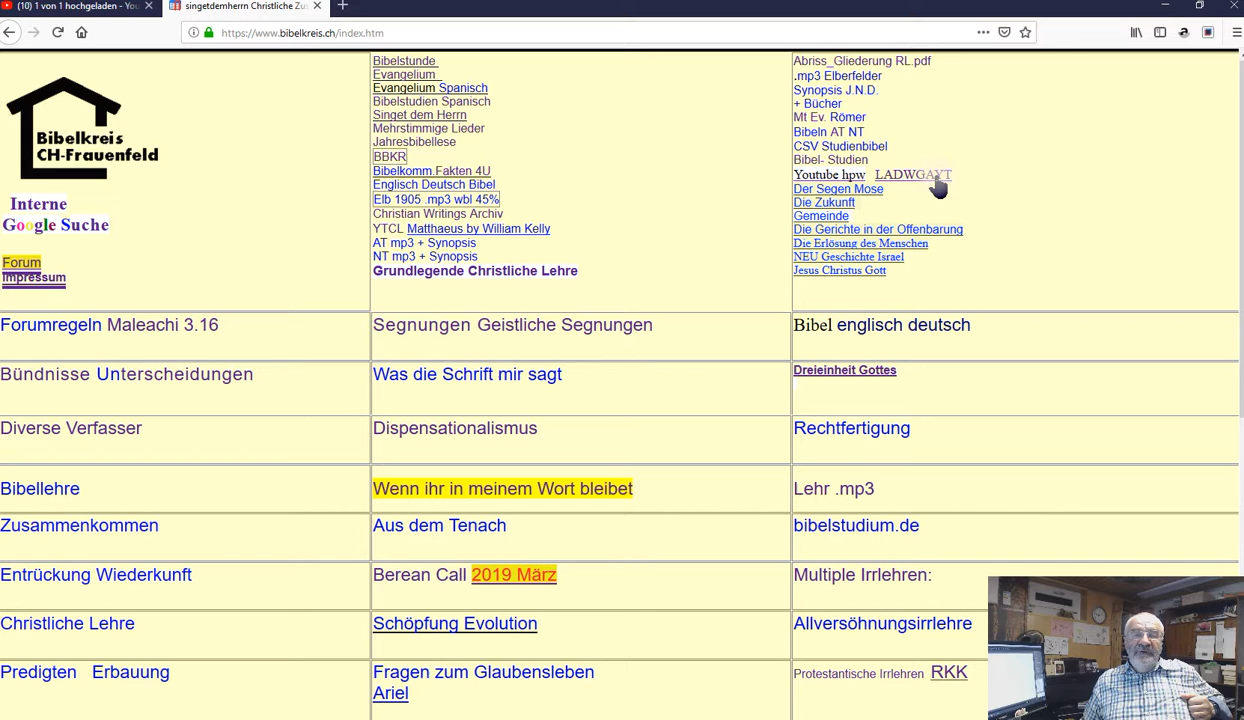 (10) 1 von 1 hochgeladen - You
singetdemherrn Christliche Zus
https://www.bibelkreis.ch/index.htm
Bibelkreis
CH-Frauenfeld
Interne
Google Suche
Forum
Impressum
Bibelstunde
Evangelium
Evangelium Spanisch
Bibelstudien Spanisch
Singet dem Herrn
Mehrstimmige Lieder
Jahresbibellese
BBKR
Bibelkomm.Fakten 4U
Englisch Deutsch Bibel
Elb 1905 .mp3 wbl 45%
Christian Writings Archiv
YTCL Matthaeus by William Kelly
AT mp3 + Synopsis
NT mp3 + Synopsis
Grundlegende Christliche Lehre
Abriss_Gliederung RL.pdf
.mp3 Elberfelder
Synopsis J.N.D.
+ Bücher
Mt Ev. Römer
Bibeln AT NT
CSV Studienbibel
Bibel- Studien
Youtube hpw LADWGAYT
Der Segen Mose
Die Zukunft
Gemeinde
Die Gerichte in der Offenbarung
Die Erlösung des Menschen
NEU Geschichte Israel
Jesus Christus Gott
Forumregeln Maleachi 3.16
Segnungen Geistliche Segnungen
Bibel englisch deutsch
Bündnisse Unterscheidungen
Was die Schrift mir sagt
Dreieinheit Gottes
Diverse Verfasser
Dispensationalismus
Rechtfertigung
Bibellehre
Wenn ihr in meinem Wort bleibet
Lehr .mp3
Zusammenkommen
Aus dem Tenach
bibelstudium.de
Entrückung Wiederkunft
Berean Call 2019 März
Multiple Irrlehren:
Christliche Lehre
Schöpfung Evolution
Allversöhnungsirrlehre
Predigten Erbauung
Fragen zum Glaubensleben
Ariel
Protestantische Irrlehren RKK